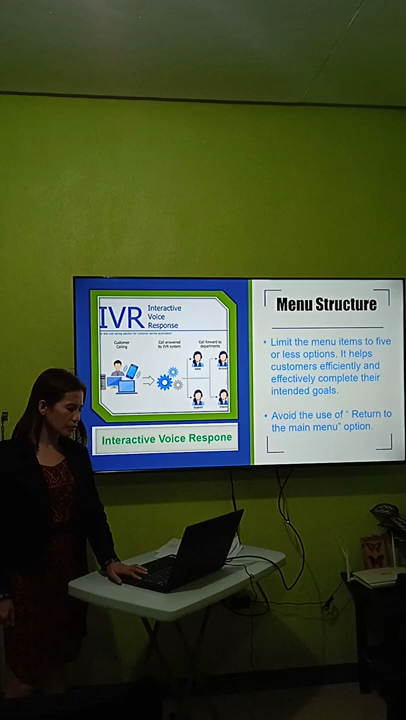 IVR
Interactive
Voice
Response
Customer
Calling
Call answered
by IVR system
Call forward to
departments
Interactive Voice Respone
Menu Structure
• Limit the menu items to five
or less options. It helps
customers efficiently and
effectively complete their
intended goals.
• Avoid the use of “ Return to
the main menu” option.